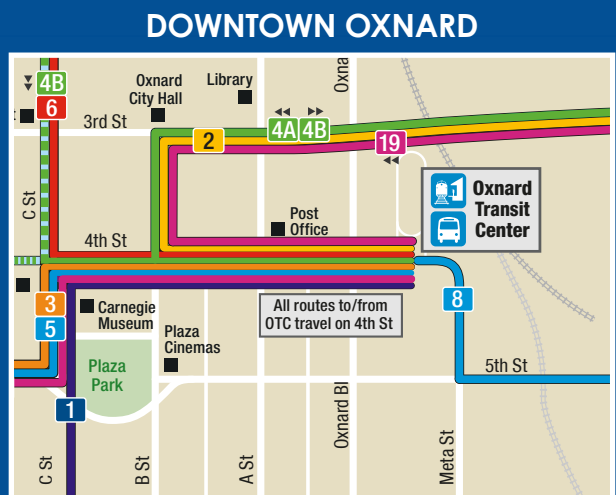 DOWNTOWN OXNARD
4B
6
Oxnard
City Hall
Library
Oxna
t
3rd St
2
4A
4B
19
C St
Oxnard
Transit
Center
Post
Office
4th St
3
5
Carnegie
Museum
All routes to/from
OTC travel on 4th St
8
Plaza
Cinemas
Plaza
Park
5th St
1
C St
B St
A St
Oxnard Bl
Meta St